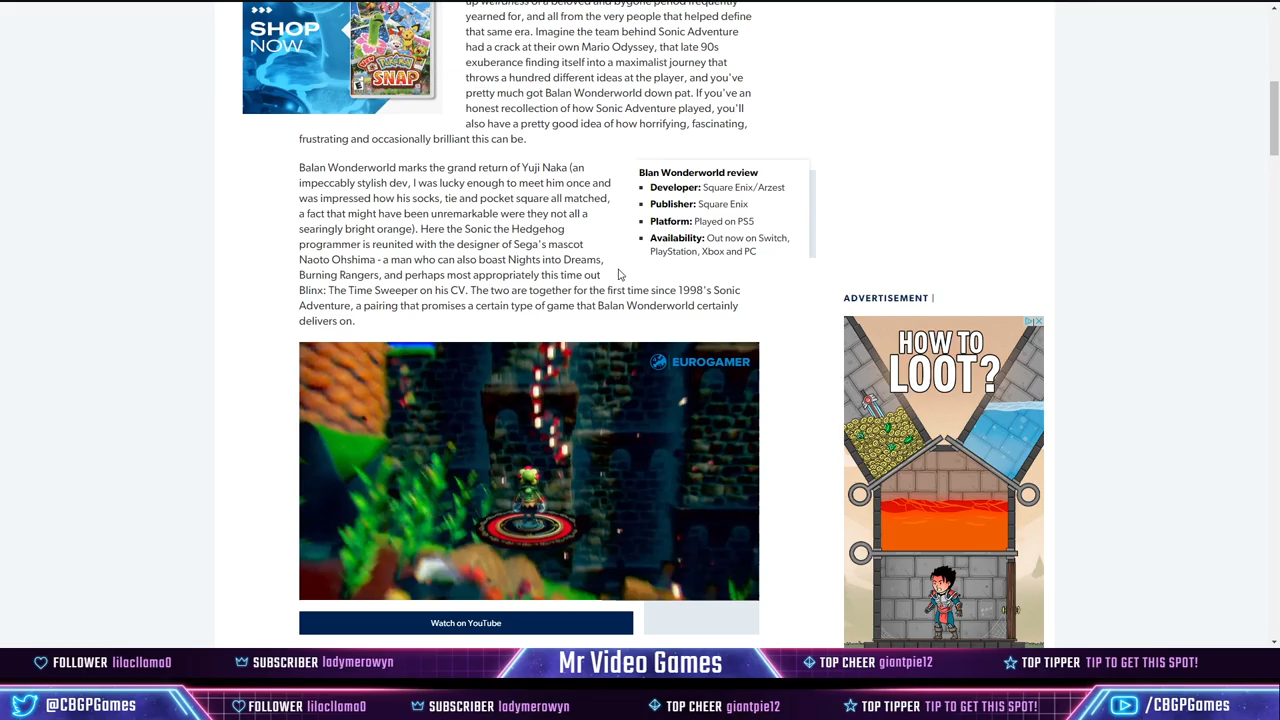 up weirdness of a beloved and bygone period frequently
yearned for, and all from the very people that helped define
that same era. Imagine the team behind Sonic Adventure
had a crack at their own Mario Odyssey, that late 90s
exuberance finding itself into a maximalist journey that
throws a hundred different ideas at the player, and you've
pretty much got Balan Wonderworld down pat. If you've an
honest recollection of how Sonic Adventure played, you'll
also have a pretty good idea of how horrifying, fascinating,
frustrating and occasionally brilliant this can be.
SHOP
NOW
NEW
POKÉMON
SNAP
E
Balan Wonderworld marks the grand return of Yuji Naka (an
impeccably stylish dev, I was lucky enough to meet him once and
was impressed how his socks, tie and pocket square all matched,
a fact that might have been unremarkable were they not all a
searingly bright orange). Here the Sonic the Hedgehog
programmer is reunited with the designer of Sega's mascot
Naoto Ohshima - a man who can also boast Nights into Dreams,
Burning Rangers, and perhaps most appropriately this time out
Blinx: The Time Sweeper on his CV. The two are together for the first time since 1998's Sonic
Adventure, a pairing that promises a certain type of game that Balan Wonderworld certainly
delivers on.
Blan Wonderworld review
Developer: Square Enix/Arzest
Publisher: Square Enix
Platform: Played on PS5
Availability: Out now on Switch,
PlayStation, Xbox and PC
ADVERTISEMENT |
HOW TO
LOOT?
EUROGAMER
Watch on YouTube
FOLLOWER lilacllama0
SUBSCRIBER ladymerowyn
Mr Video Games
TOP CHEER giantpie12
TOP TIPPER TIP TO GET THIS SPOT!
@CBGPGames
FOLLOWER lilacllama0
SUBSCRIBER ladymerowyn
TOP CHEER giantpie12
TOP TIPPER TIP TO GET THIS SPOT!
/CBGPGames